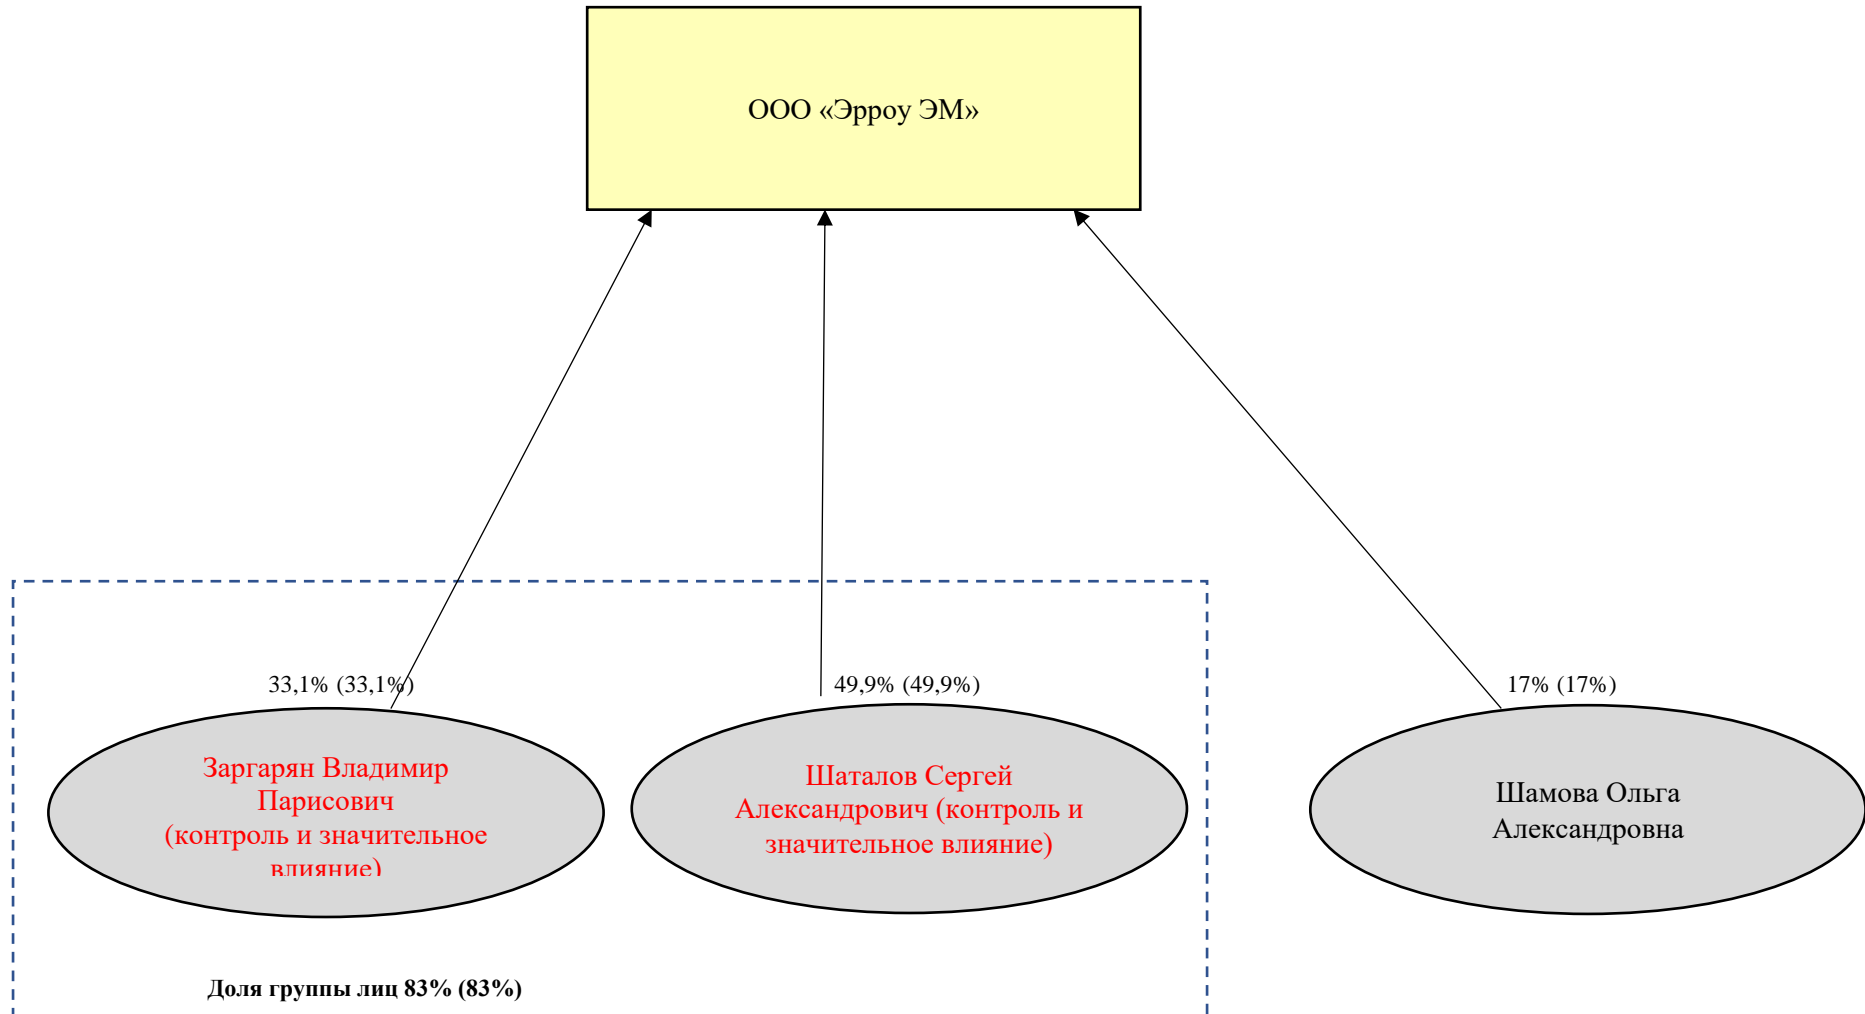 ООО «Эрроу ЭМ»
33,1% (33,1%)
49,9% (49,9%)
17% (17%)
Заргарян Владимир
Парисович
(контроль и значительное
влияние)
Шаталов Сергей
Александрович (контроль и
значительное влияние)
Шамова Ольга
Александровна
Доля группы лиц 83% (83%)